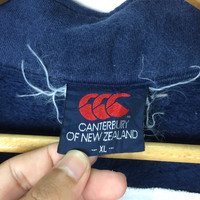 CANTERBURY
OF NEW ZEALAND
- XL -